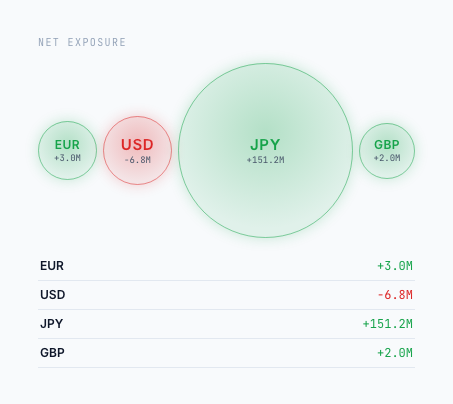 NET EXPOSURE
EUR
+3.0M
USD
-6.8M
JPY
+151.2M
GBP
+2.0M
EUR +3.0M
USD -6.8M
JPY +151.2M
GBP +2.0M